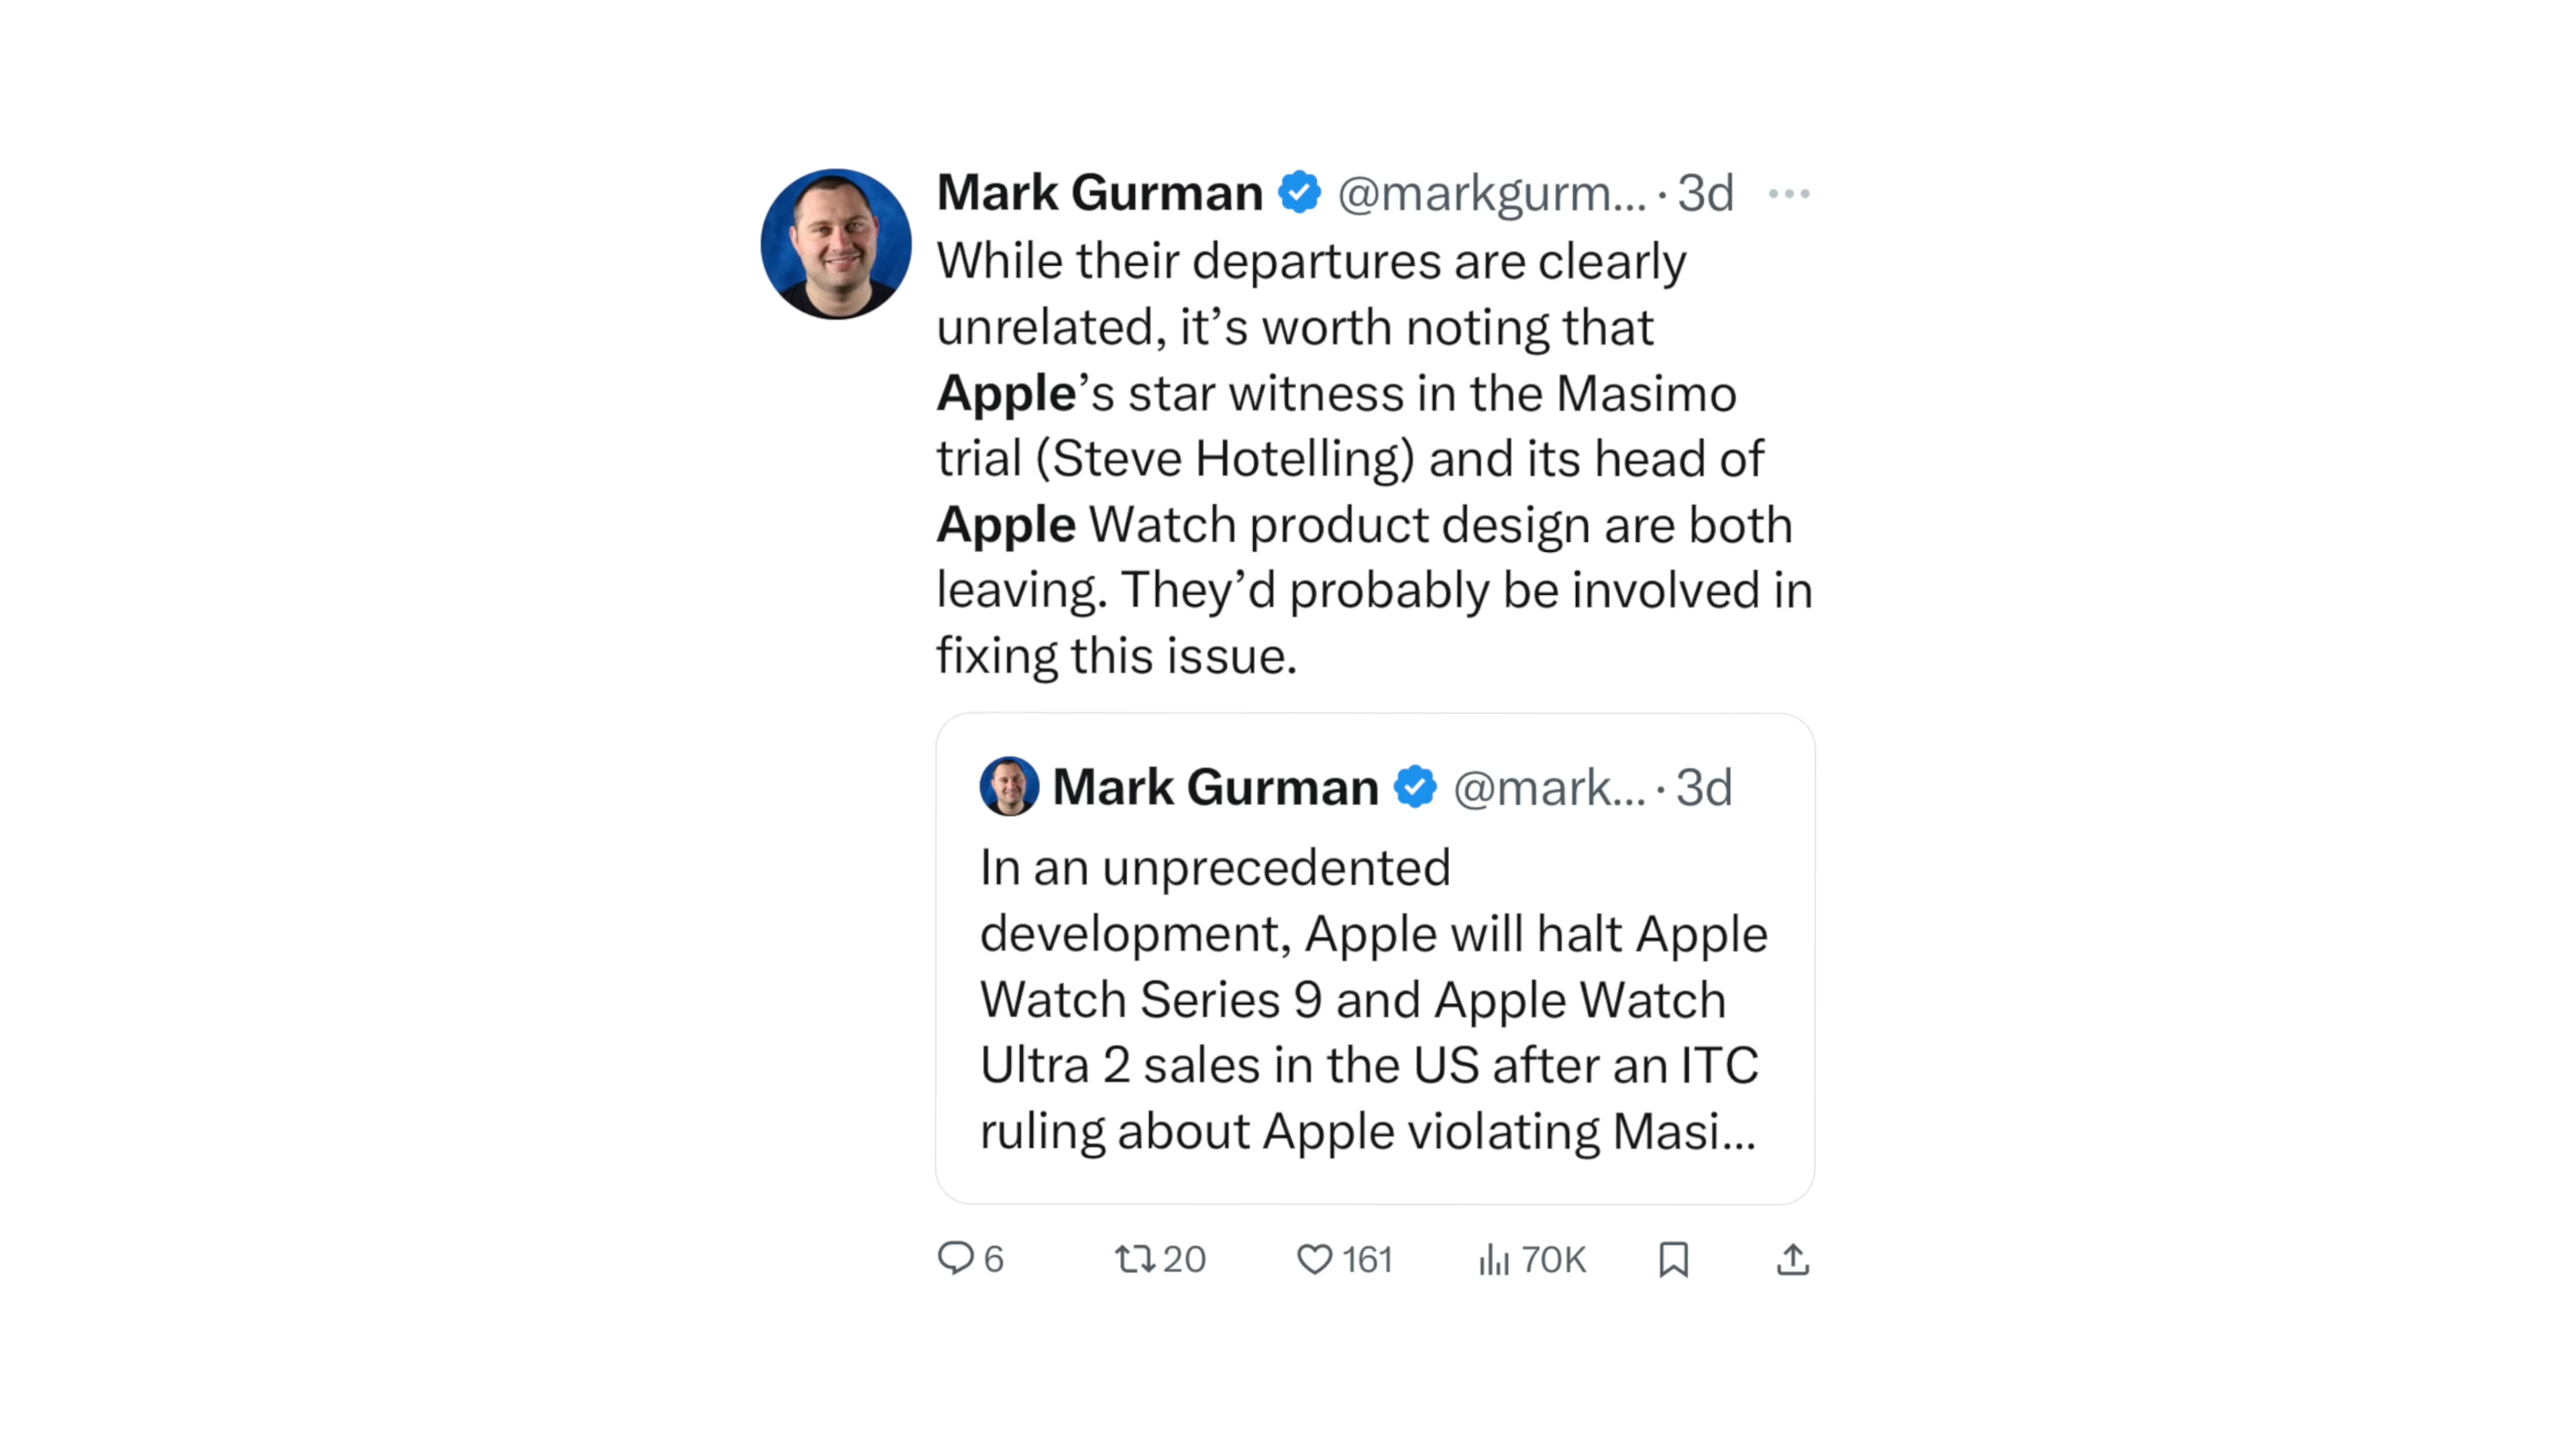 Mark Gurman @markgurm... · 3d
While their departures are clearly
unrelated, it’s worth noting that
Apple’s star witness in the Masimo
trial (Steve Hotelling) and its head of
Apple Watch product design are both
leaving. They’d probably be involved in
fixing this issue.
Mark Gurman @mark... · 3d
In an unprecedented
development, Apple will halt Apple
Watch Series 9 and Apple Watch
Ultra 2 sales in the US after an ITC
ruling about Apple violating Masi...
6 20 161 70K